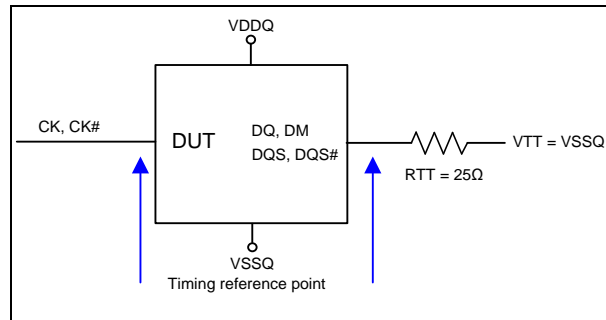 VDDQ
CK, CK#
DUT
DQ, DM
DQS, DQS#
VTT = VSSQ
RTT = 25Ω
VSSQ
Timing reference point